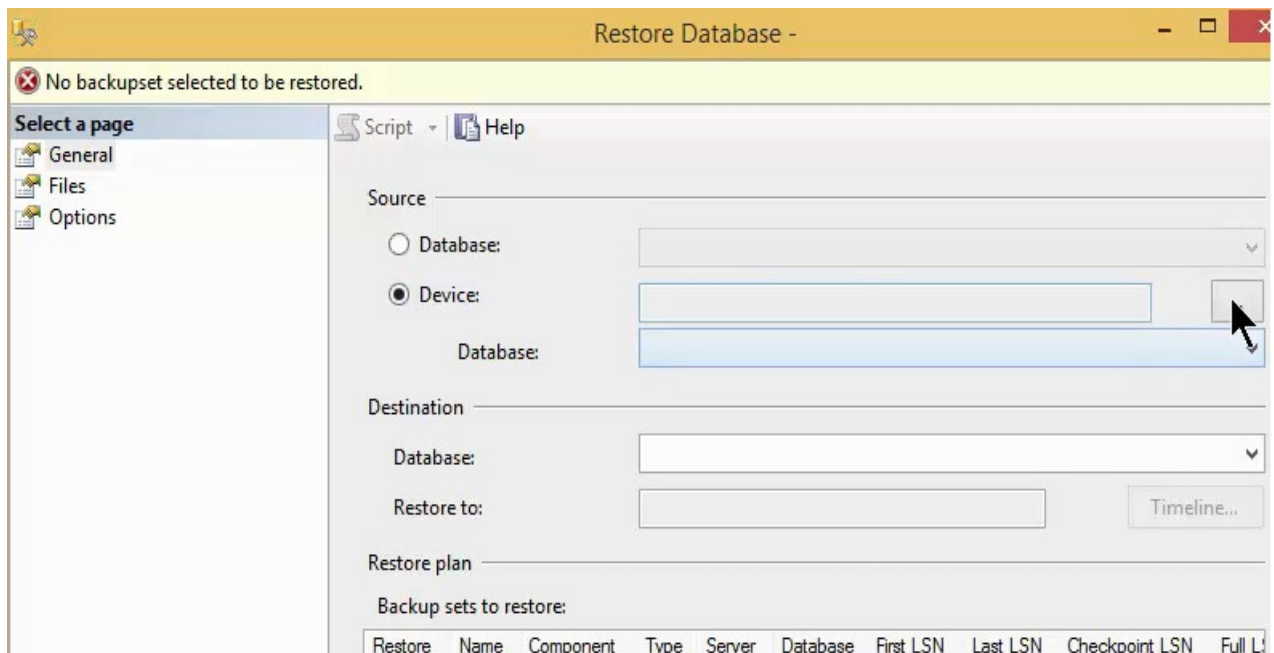 Restore Database -
No backupset selected to be restored.
Select a page
General
Files
Options
Script Help
Source
Database:
Device:
Database:
Destination
Database:
Restore to:
Timeline...
Restore plan
Backup sets to restore:
Restore Name Component Type Server Database First LSN Last LSN Checkpoint LSN Full